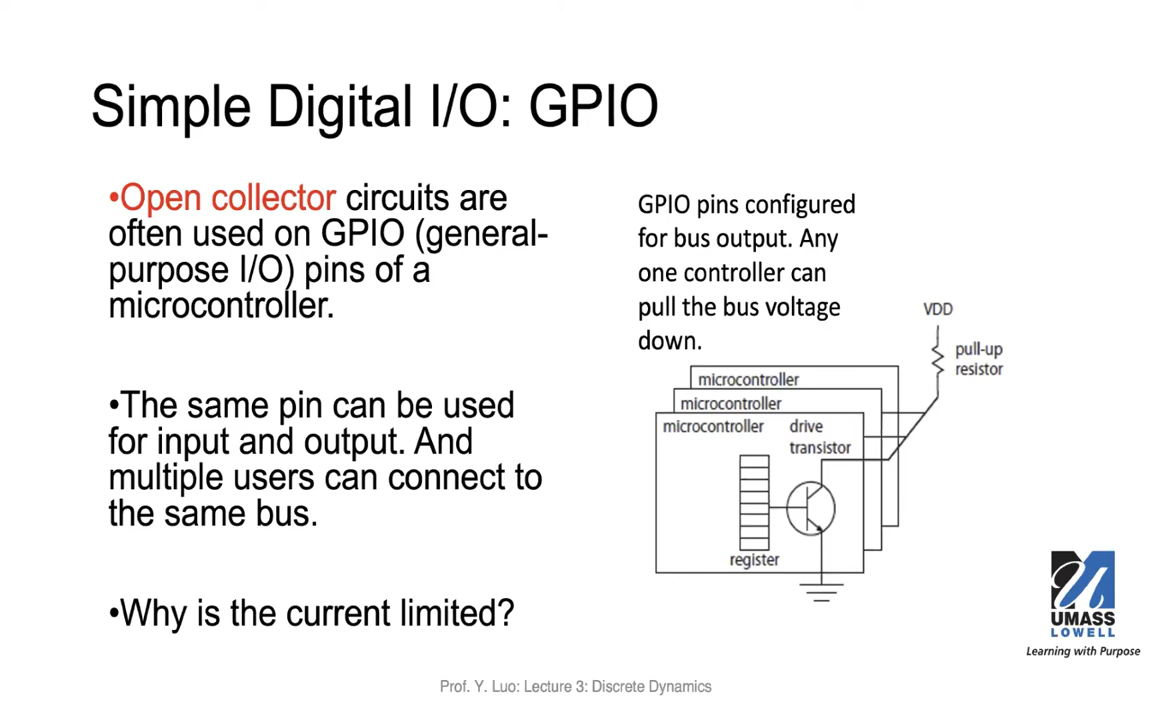 Simple Digital I/O: GPIO
•Open collector circuits are
often used on GPIO (general-
purpose I/O) pins of a
microcontroller.
•The same pin can be used
for input and output. And
multiple users can connect to
the same bus.
•Why is the current limited?
GPIO pins configured
for bus output. Any
one controller can
pull the bus voltage
down.
VDD
pull-up
resistor
microcontroller
microcontroller
microcontroller
drive
transistor
register
UMASS
LOWELL
Learning with Purpose
Prof. Y. Luo: Lecture 3: Discrete Dynamics